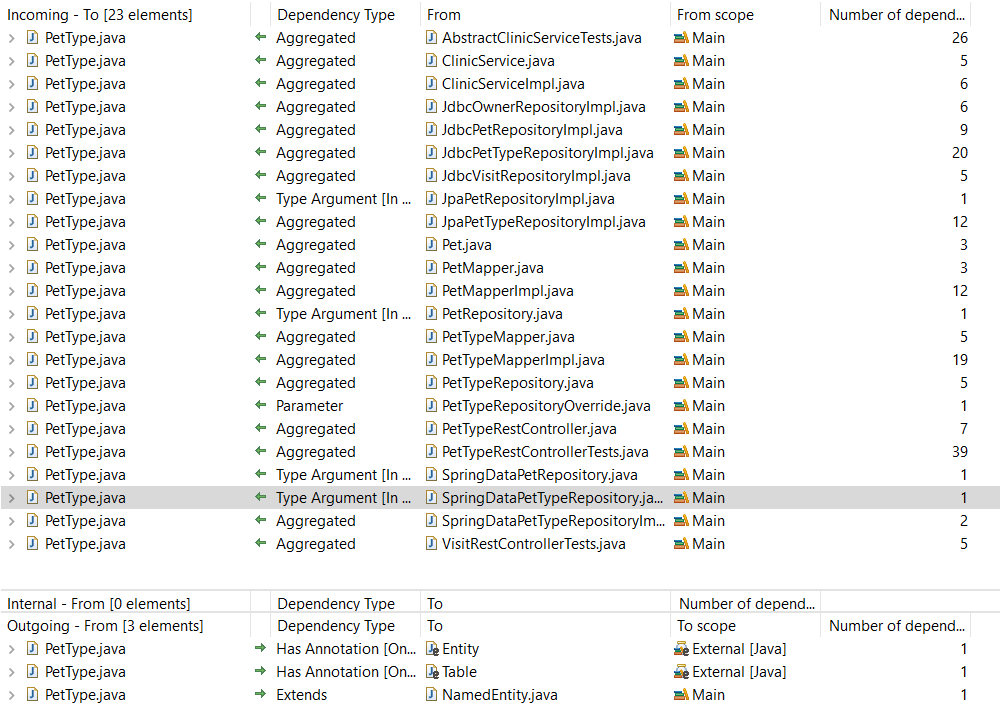 Incoming - To [23 elements] Dependency Type From From scope Number of depend...
PetType.java Aggregated AbstractClinicServiceTests.java Main 26
PetType.java Aggregated ClinicService.java Main 5
PetType.java Aggregated ClinicServiceImpl.java Main 6
PetType.java Aggregated JdbcOwnerRepositoryImpl.java Main 6
PetType.java Aggregated JdbcPetRepositoryImpl.java Main 9
PetType.java Aggregated JdbcPetTypeRepositoryImpl.java Main 20
PetType.java Aggregated JdbcVisitRepositoryImpl.java Main 5
PetType.java Type Argument [In ... JpaPetRepositoryImpl.java Main 1
PetType.java Aggregated JpaPetTypeRepositoryImpl.java Main 12
PetType.java Aggregated Pet.java Main 3
PetType.java Aggregated PetMapper.java Main 3
PetType.java Aggregated PetMapperImpl.java Main 12
PetType.java Type Argument [In ... PetRepository.java Main 1
PetType.java Aggregated PetTypeMapper.java Main 5
PetType.java Aggregated PetTypeMapperImpl.java Main 19
PetType.java Aggregated PetTypeRepository.java Main 5
PetType.java Parameter PetTypeRepositoryOverride.java Main 1
PetType.java Aggregated PetTypeRestController.java Main 7
PetType.java Aggregated PetTypeRestControllerTests.java Main 39
PetType.java Type Argument [In ... SpringDataPetRepository.java Main 1
PetType.java Type Argument [In ... SpringDataPetTypeRepository.ja... Main 1
PetType.java Aggregated SpringDataPetTypeRepositoryIm... Main 2
PetType.java Aggregated VisitRestControllerTests.java Main 5
Internal - From [0 elements] Dependency Type To Number of depend...
Outgoing - From [3 elements] Dependency Type To To scope Number of depend...
PetType.java Has Annotation [On... Entity External [Java] 1
PetType.java Has Annotation [On... Table External [Java] 1
PetType.java Extends NamedEntity.java Main 1